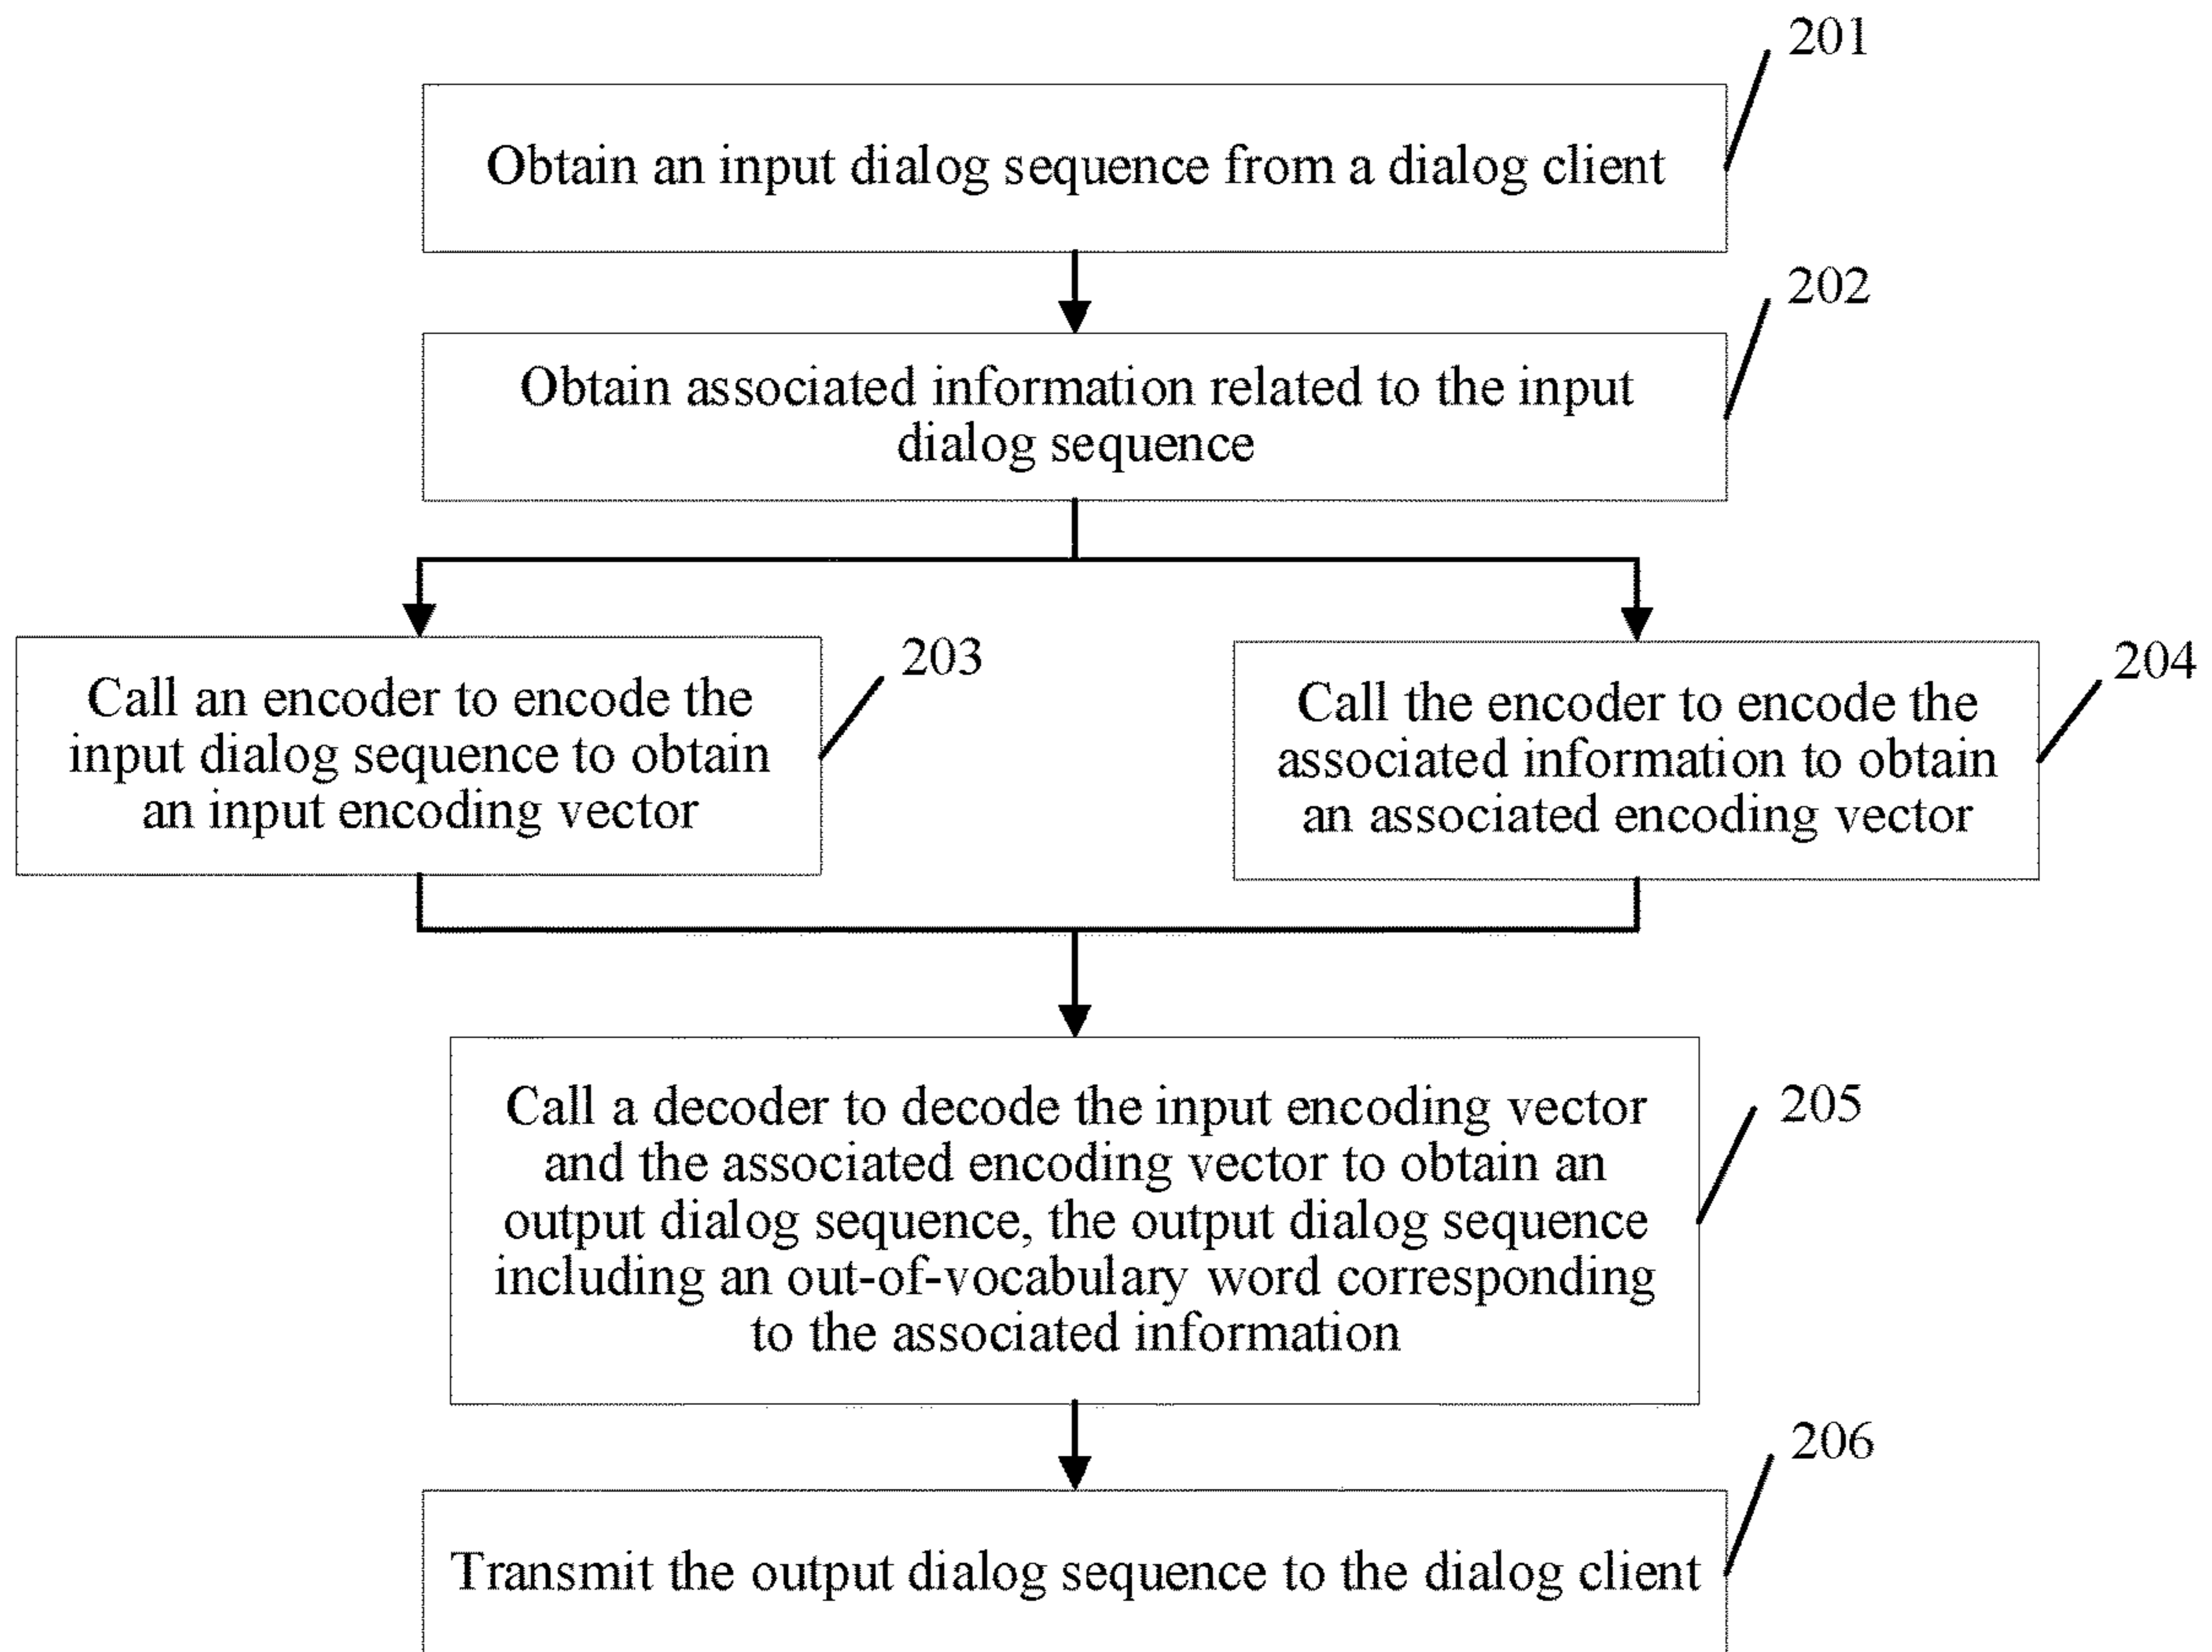 201
Obtain an input dialog sequence from a dialog client
202
Obtain associated information related to the input
dialog sequence
203
Call an encoder to encode the
input dialog sequence to obtain
an input encoding vector
204
Call the encoder to encode the
associated information to obtain
an associated encoding vector
205
Call a decoder to decode the input encoding vector
and the associated encoding vector to obtain an
output dialog sequence, the output dialog sequence
including an out-of-vocabulary word corresponding
to the associated information
206
Transmit the output dialog sequence to the dialog client